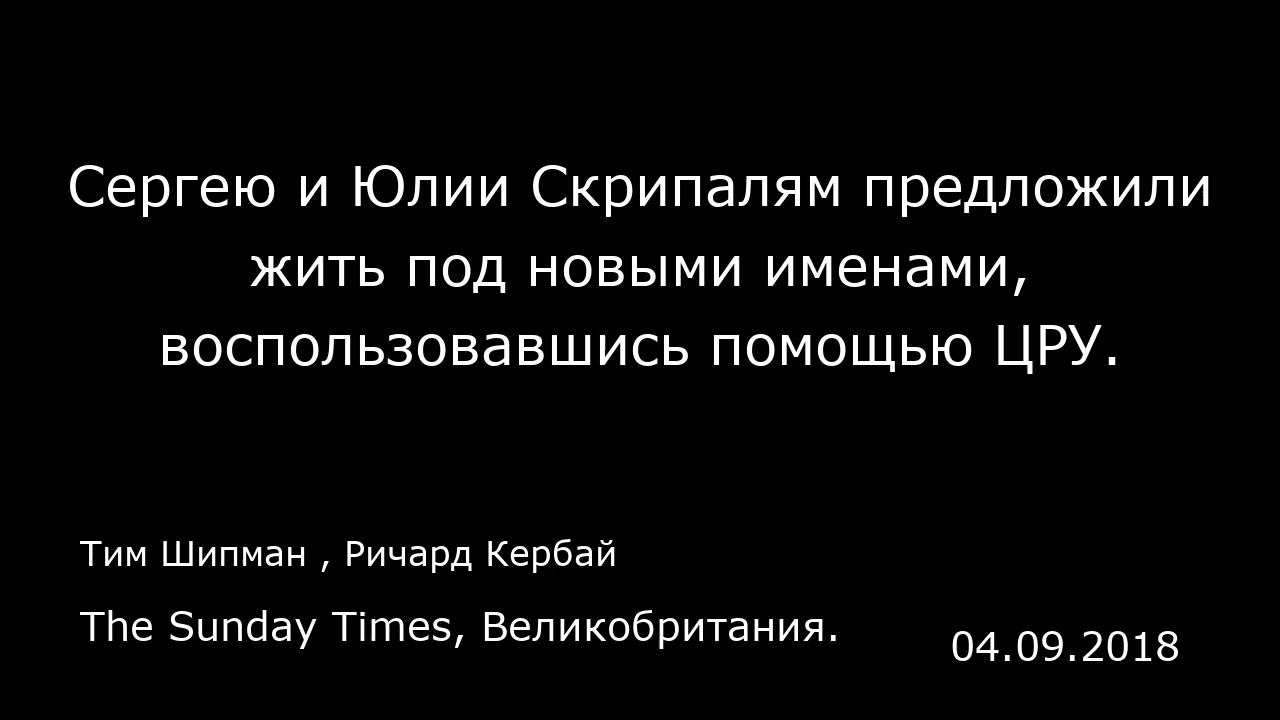 Сергею и Юлии Скрипалям предложили
жить под новыми именами,
воспользовавшись помощью ЦРУ.
Тим Шипман , Ричард Кербай
The Sunday Times, Великобритания.
04.09.2018